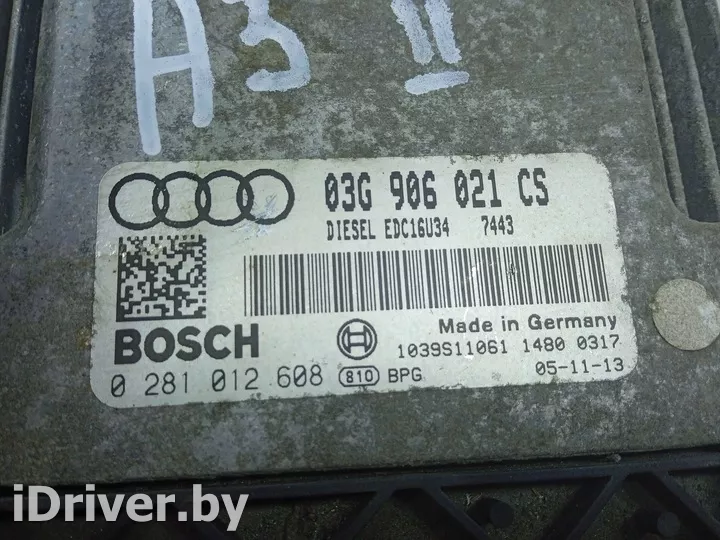 A3 II
03G 906 021 CS
DIESEL EDC16U34 7443
BOSCH
Made in Germany
1039S11061 1480 0317
0 281 012 608 810 BPG
05-11-13
iDriver.by